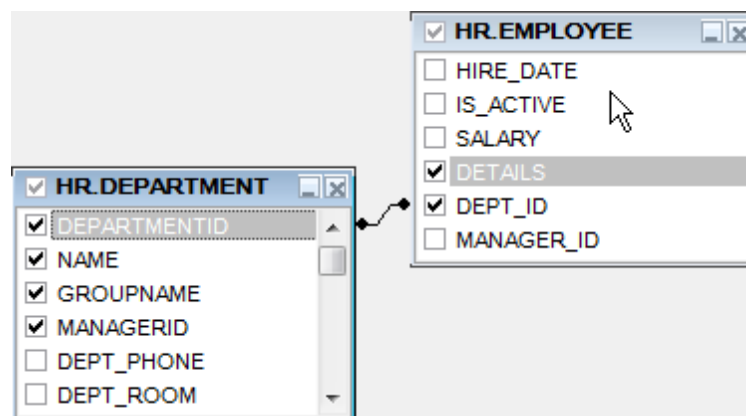 HR.EMPLOYEE
HIRE_DATE
IS_ACTIVE
SALARY
DETAILS
DEPT_ID
MANAGER_ID
HR.DEPARTMENT
DEPARTMENTID
NAME
GROUPNAME
MANAGERID
DEPT_PHONE
DEPT_ROOM